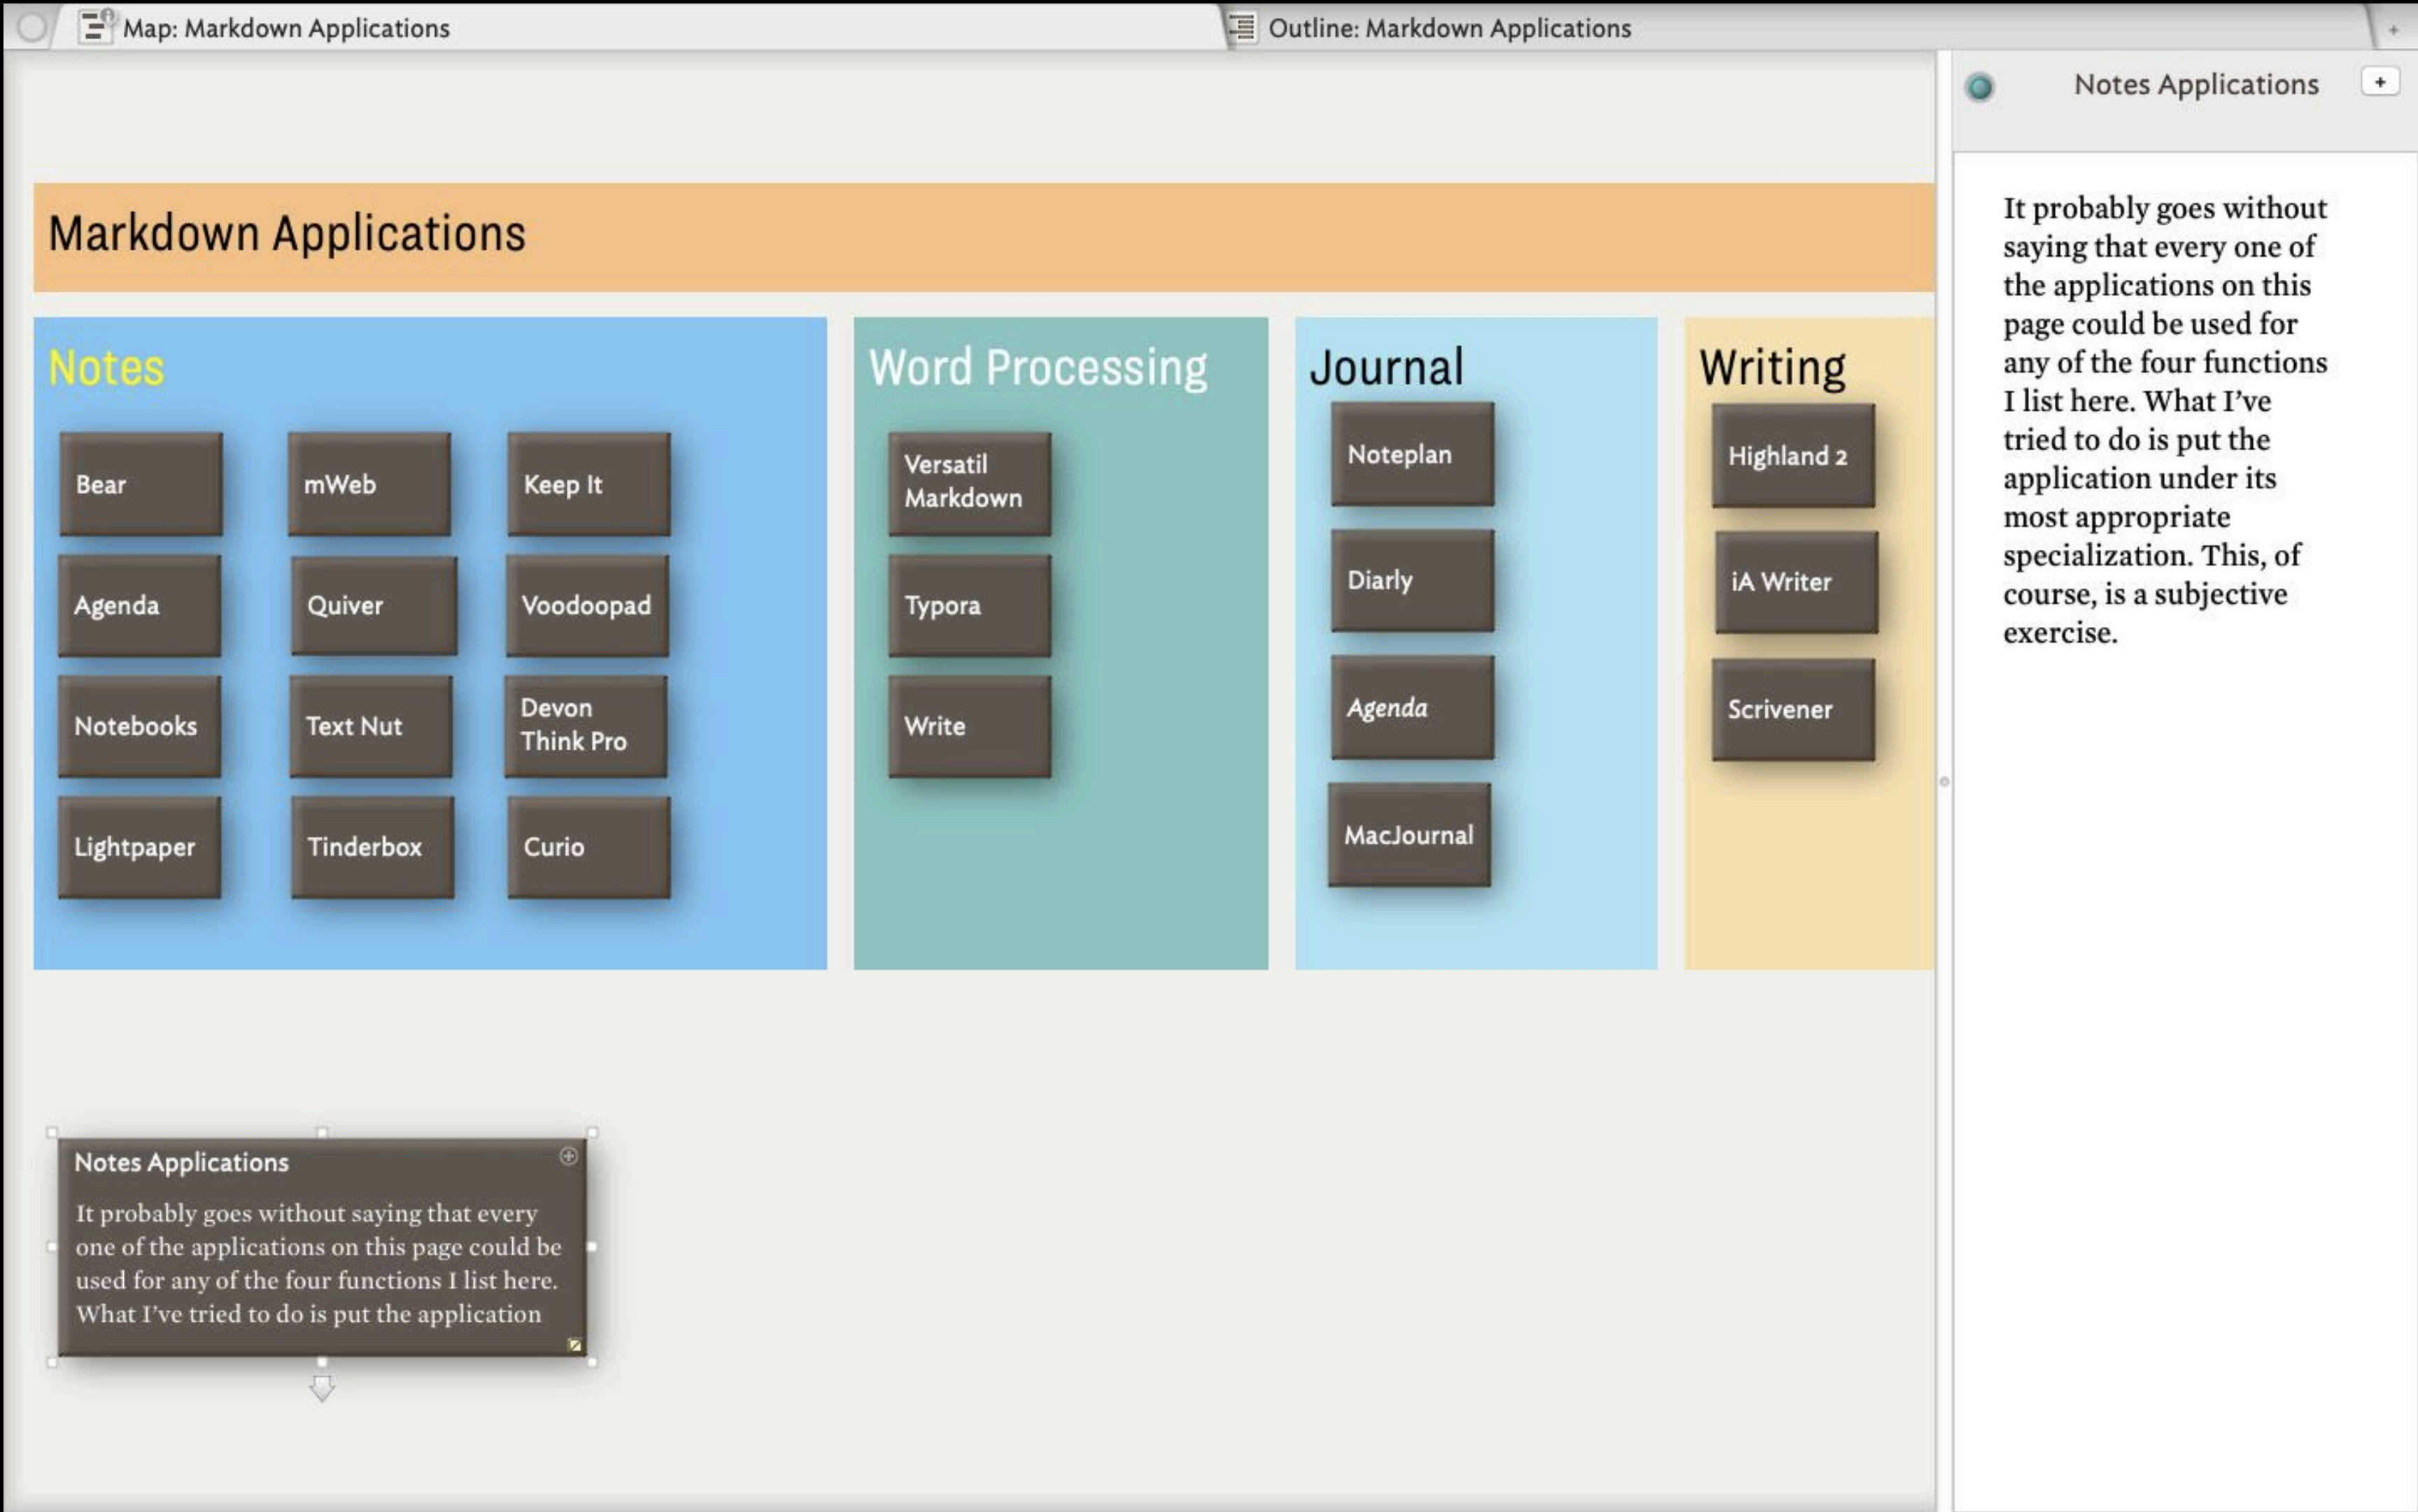 Map: Markdown Applications
Outline: Markdown Applications
Notes Applications
+
Markdown Applications
Notes
Bear
mWeb
Keep It
Agenda
Quiver
Voodoopad
Notebooks
Text Nut
Devon
Think Pro
Lightpaper
Tinderbox
Curio
Word Processing
Versatil
Markdown
Typora
Write
Journal
Noteplan
Diarly
Agenda
MacJournal
Writing
Highland 2
iA Writer
Scrivener
Notes Applications
It probably goes without saying that every
one of the applications on this page could be
used for any of the four functions I list here.
What I've tried to do is put the application
It probably goes without
saying that every one of
the applications on this
page could be used for
any of the four functions
I list here. What I've
tried to do is put the
application under its
most appropriate
specialization. This, of
course, is a subjective
exercise.